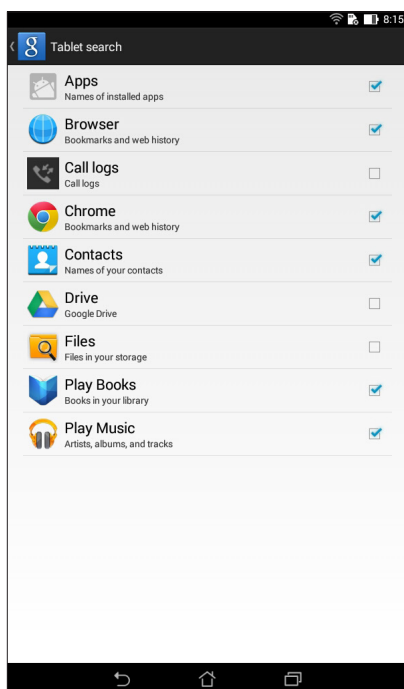 8:15
g Tablet search
Apps
Names of installed apps
Browser
Bookmarks and web history
Call logs
Call logs
Chrome
Bookmarks and web history
Contacts
Names of your contacts
Drive
Google Drive
Files
Files in your storage
Play Books
Books in your library
Play Music
Artists, albums, and tracks